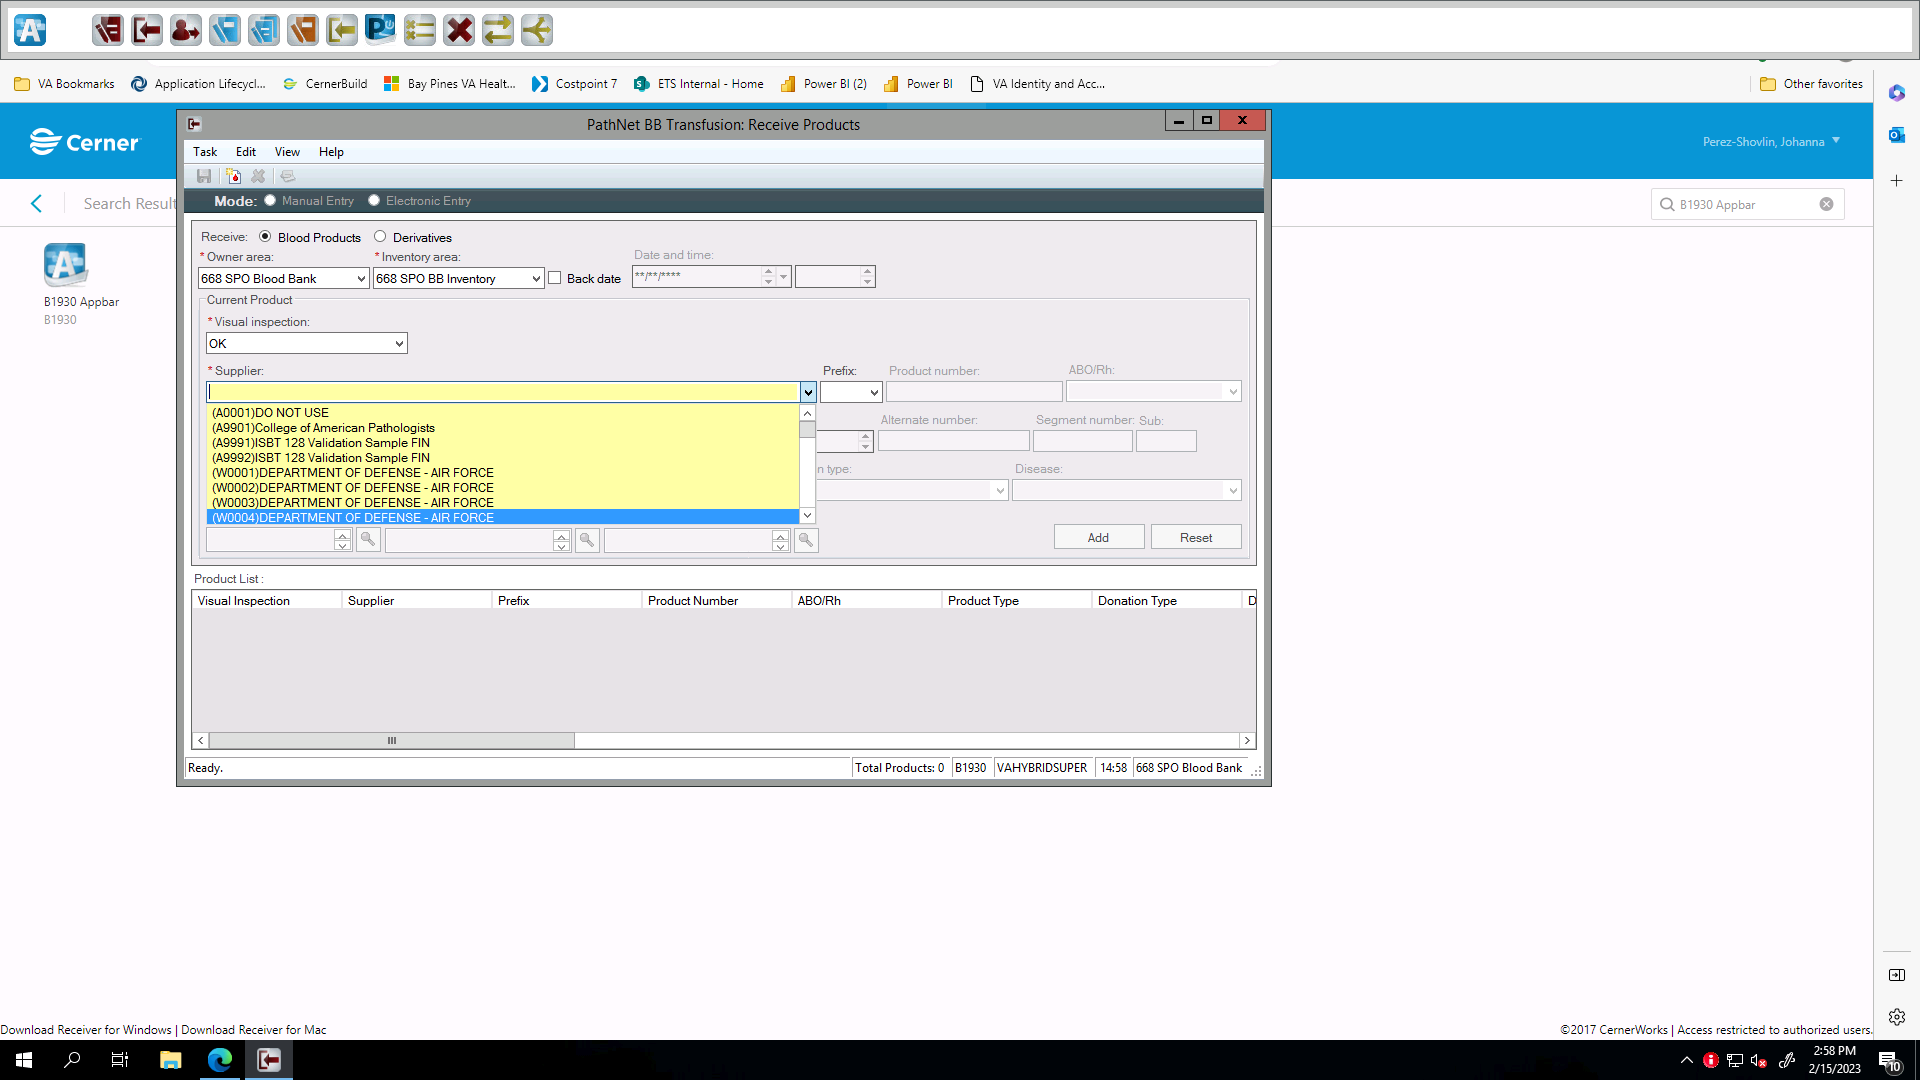 VA Bookmarks
Application Lifecycl...
CernerBuild
Bay Pines VA Healt...
Costpoint 7
ETS Internal - Home
Power BI (2)
Power BI
VA Identity and Acc...
Other favorites
Cerner
Perez-Shovlin, Johanna
Search Result
B1930 Appbar
B1930 Appbar
B1930
PathNet BB Transfusion: Receive Products
Task Edit View Help
Mode: Manual Entry Electronic Entry
Receive: Blood Products Derivatives
* Owner area: * Inventory area: Date and time:
668 SPO Blood Bank 668 SPO BB Inventory Back date **/**/****
Current Product
* Visual inspection:
OK
* Supplier: Prefix: Product number: ABO/Rh:
(A0001)DO NOT USE
(A9901)College of American Pathologists
(A9991)ISBT 128 Validation Sample FIN
(A9992)ISBT 128 Validation Sample FIN
(W0001)DEPARTMENT OF DEFENSE - AIR FORCE
(W0002)DEPARTMENT OF DEFENSE - AIR FORCE
(W0003)DEPARTMENT OF DEFENSE - AIR FORCE
(W0004)DEPARTMENT OF DEFENSE - AIR FORCE
Alternate number: Segment number: Sub:
n type: Disease:
Add Reset
Product List :
Visual Inspection Supplier Prefix Product Number ABO/Rh Product Type Donation Type D
Ready. Total Products: 0 B1930 VAHYBRIDSUPER 14:58 668 SPO Blood Bank
Download Receiver for Windows | Download Receiver for Mac
©2017 CernerWorks | Access restricted to authorized users.
2:58 PM
2/15/2023
10